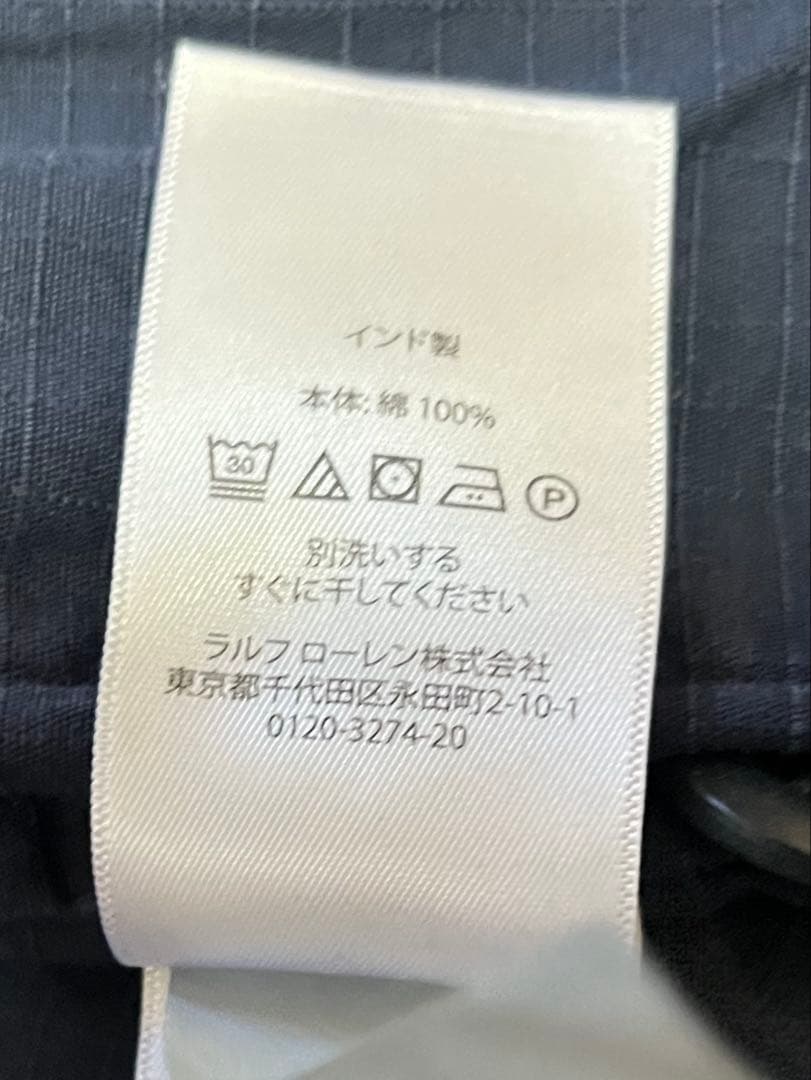 インド製
本体: 綿 100%
30
P
別洗いする
すぐに干してください
ラルフ ローレン株式会社
東京都千代田区永田町2-10-1
0120-3274-20